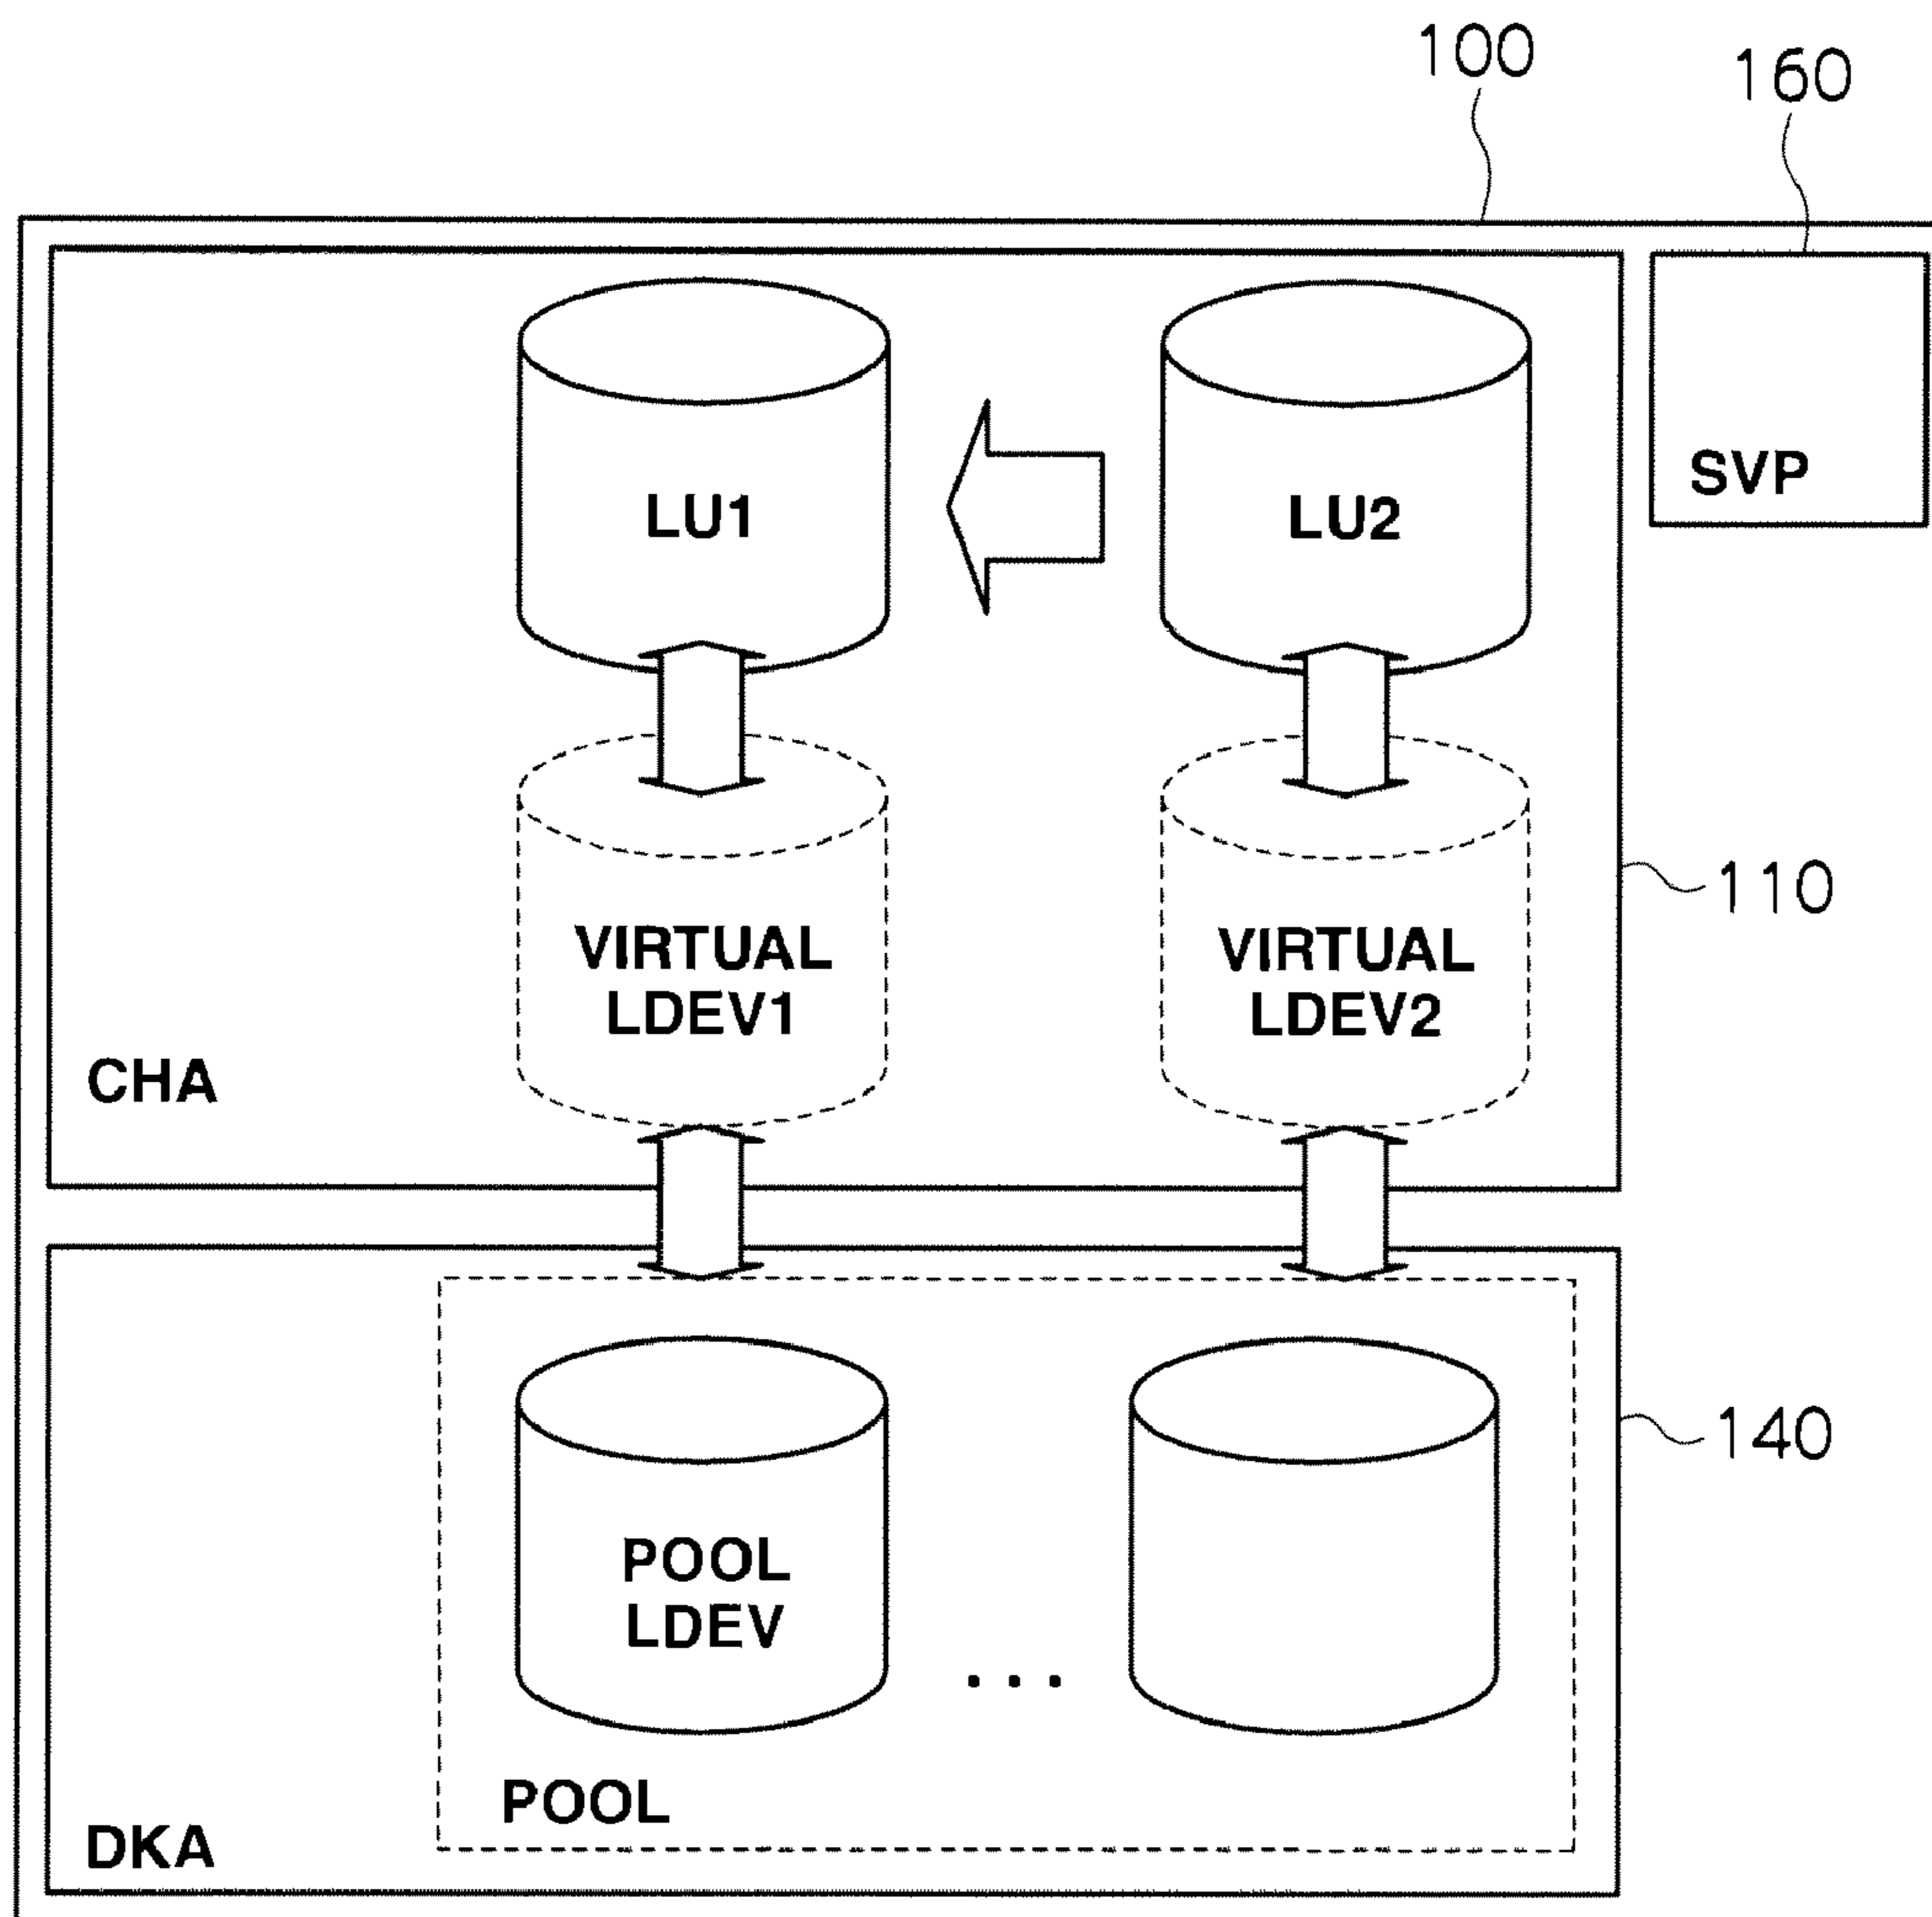 100
160
LU1
LU2
SVP
VIRTUAL
LDEV1
VIRTUAL
LDEV2
110
CHA
140
POOL
LDEV
...
POOL
DKA